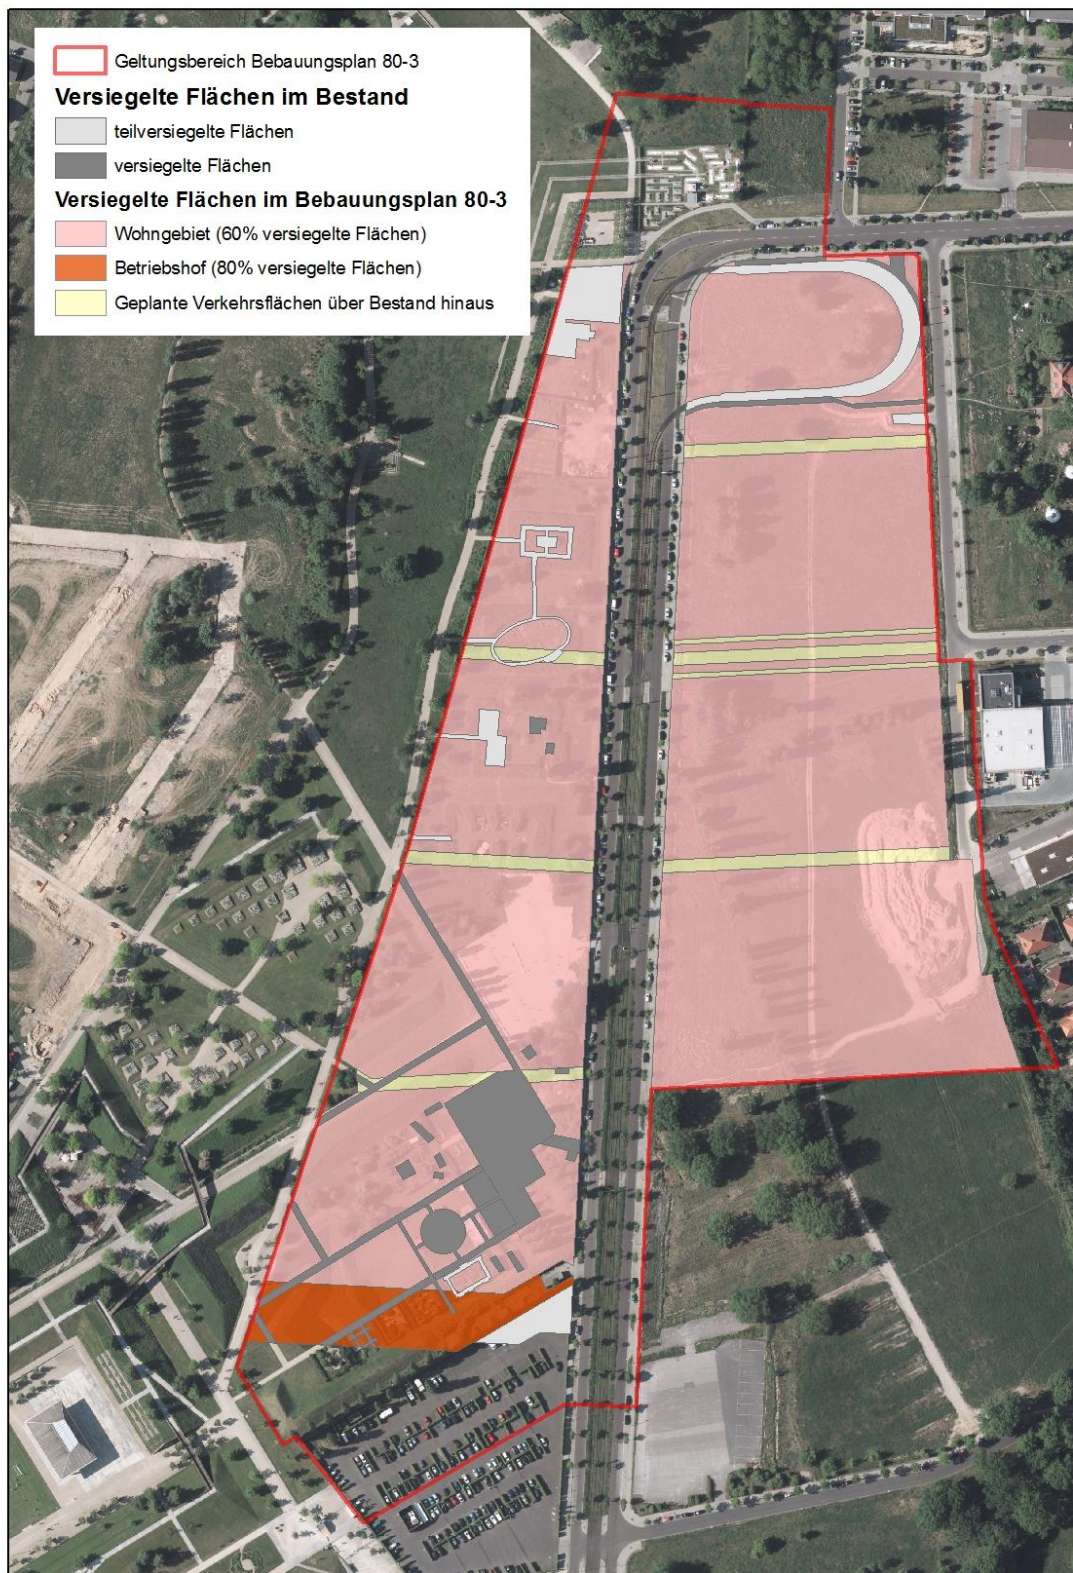 Geltungsbereich Bebauungsplan 80-3
Versiegelte Flächen im Bestand
teilversiegelte Flächen
versiegelte Flächen
Versiegelte Flächen im Bebauungsplan 80-3
Wohngebiet (60% versiegelte Flächen)
Betriebshof (80% versiegelte Flächen)
Geplante Verkehrsflächen über Bestand hinaus